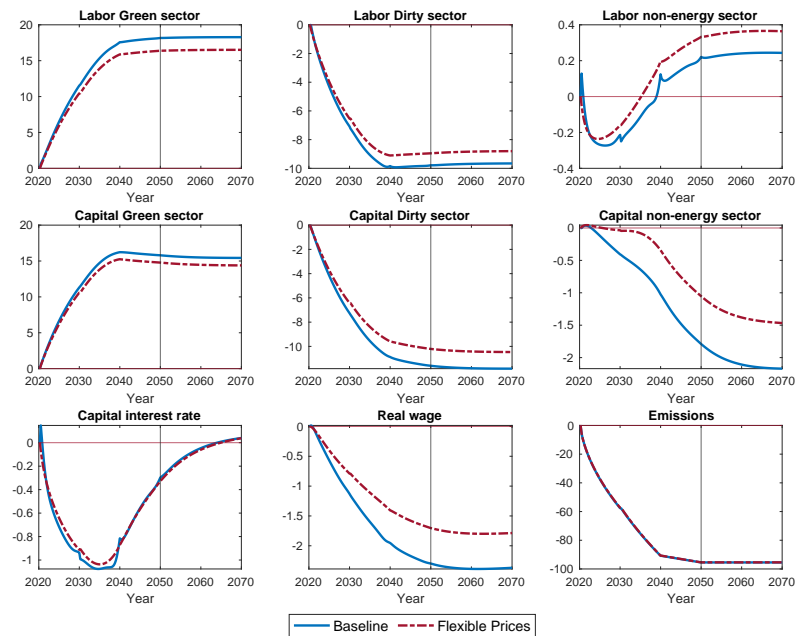 Labor Green sector
20
15
10
5
0
2020 2030 2040 2050 2060 2070
Year
Labor Dirty sector
0
-2
-4
-6
-8
-10
2020 2030 2040 2050 2060 2070
Year
Labor non-energy sector
0.4
0.2
0
-0.2
-0.4
2020 2030 2040 2050 2060 2070
Year
Capital Green sector
20
15
10
5
0
2020 2030 2040 2050 2060 2070
Year
Capital Dirty sector
0
-2
-4
-6
-8
-10
2020 2030 2040 2050 2060 2070
Year
Capital non-energy sector
0
-0.5
-1
-1.5
-2
2020 2030 2040 2050 2060 2070
Year
Capital interest rate
0
-0.2
-0.4
-0.6
-0.8
-1
2020 2030 2040 2050 2060 2070
Year
Real wage
0
-0.5
-1
-1.5
-2
2020 2030 2040 2050 2060 2070
Year
Emissions
0
-20
-40
-60
-80
-100
2020 2030 2040 2050 2060 2070
Year
Baseline Flexible Prices